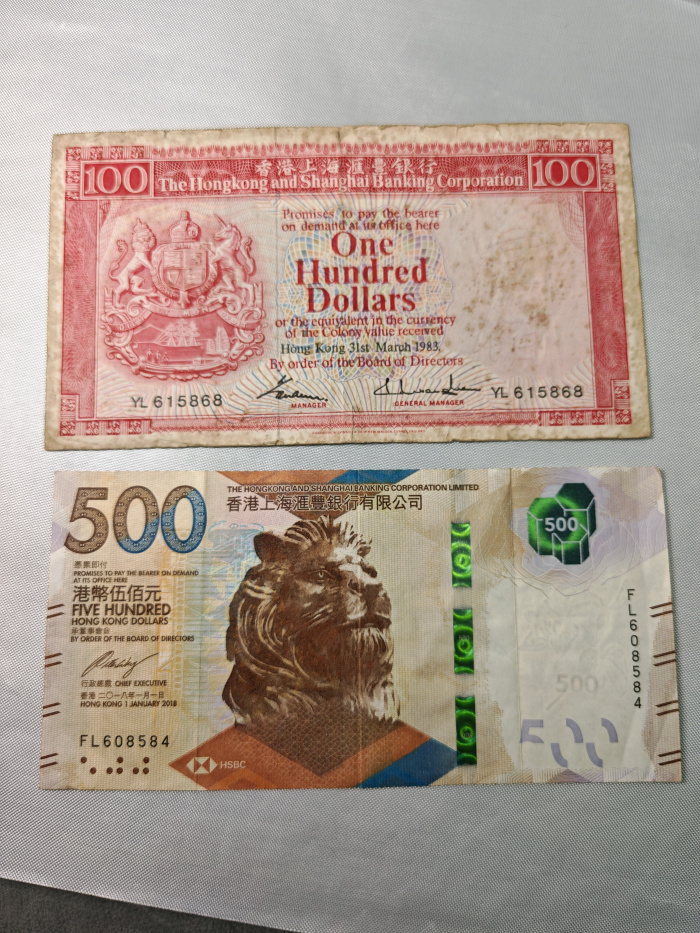 香港上海滙豐銀行
100 The Hongkong and Shanghai Banking Corporation 100
Promises to pay the bearer
on demand at its office here
One
Hundred
Dollars
or the equivalent in the currency
of the Colony value received
Hong Kong 31st March 1983,
By order of the Board of Directors
YL 615868
MANAGER
GENERAL MANAGER
YL 615868
500
THE HONGKONG AND SHANGHAI BANKING CORPORATION LIMITED
香港上海滙豐銀行有限公司
500
憑票即付
PROMISES TO PAY THE BEARER ON DEMAND
AT ITS OFFICE HERE
港幣伍佰元
FIVE HUNDRED
HONG KONG DOLLARS
承董事會命
BY ORDER OF THE BOARD OF DIRECTORS
行政總裁 CHIEF EXECUTIVE
香港 二〇一八年一月一日
HONG KONG 1 JANUARY 2018
FL608584
FL608584
500
500
HSBC